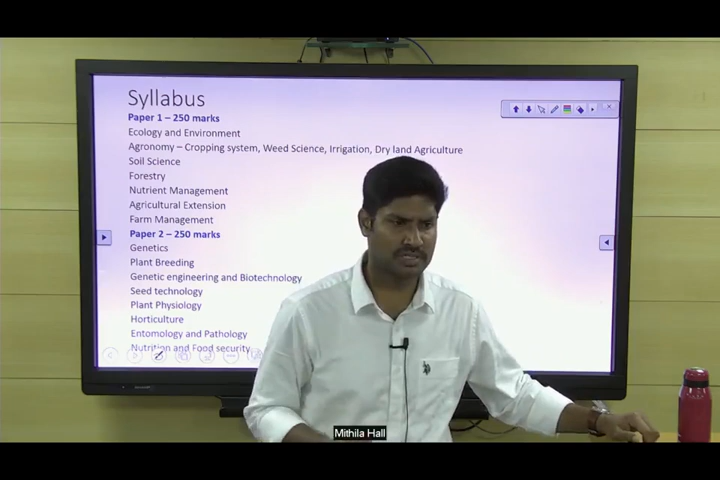 Syllabus
Paper 1 – 250 marks
Ecology and Environment
Agronomy – Cropping system, Weed Science, Irrigation, Dry land Agriculture
Soil Science
Forestry
Nutrient Management
Agricultural Extension
Farm Management
Paper 2 – 250 marks
Genetics
Plant Breeding
Genetic engineering and Biotechnology
Seed technology
Plant Physiology
Horticulture
Entomology and Pathology
Nutrition and Food security
Mithila Hall